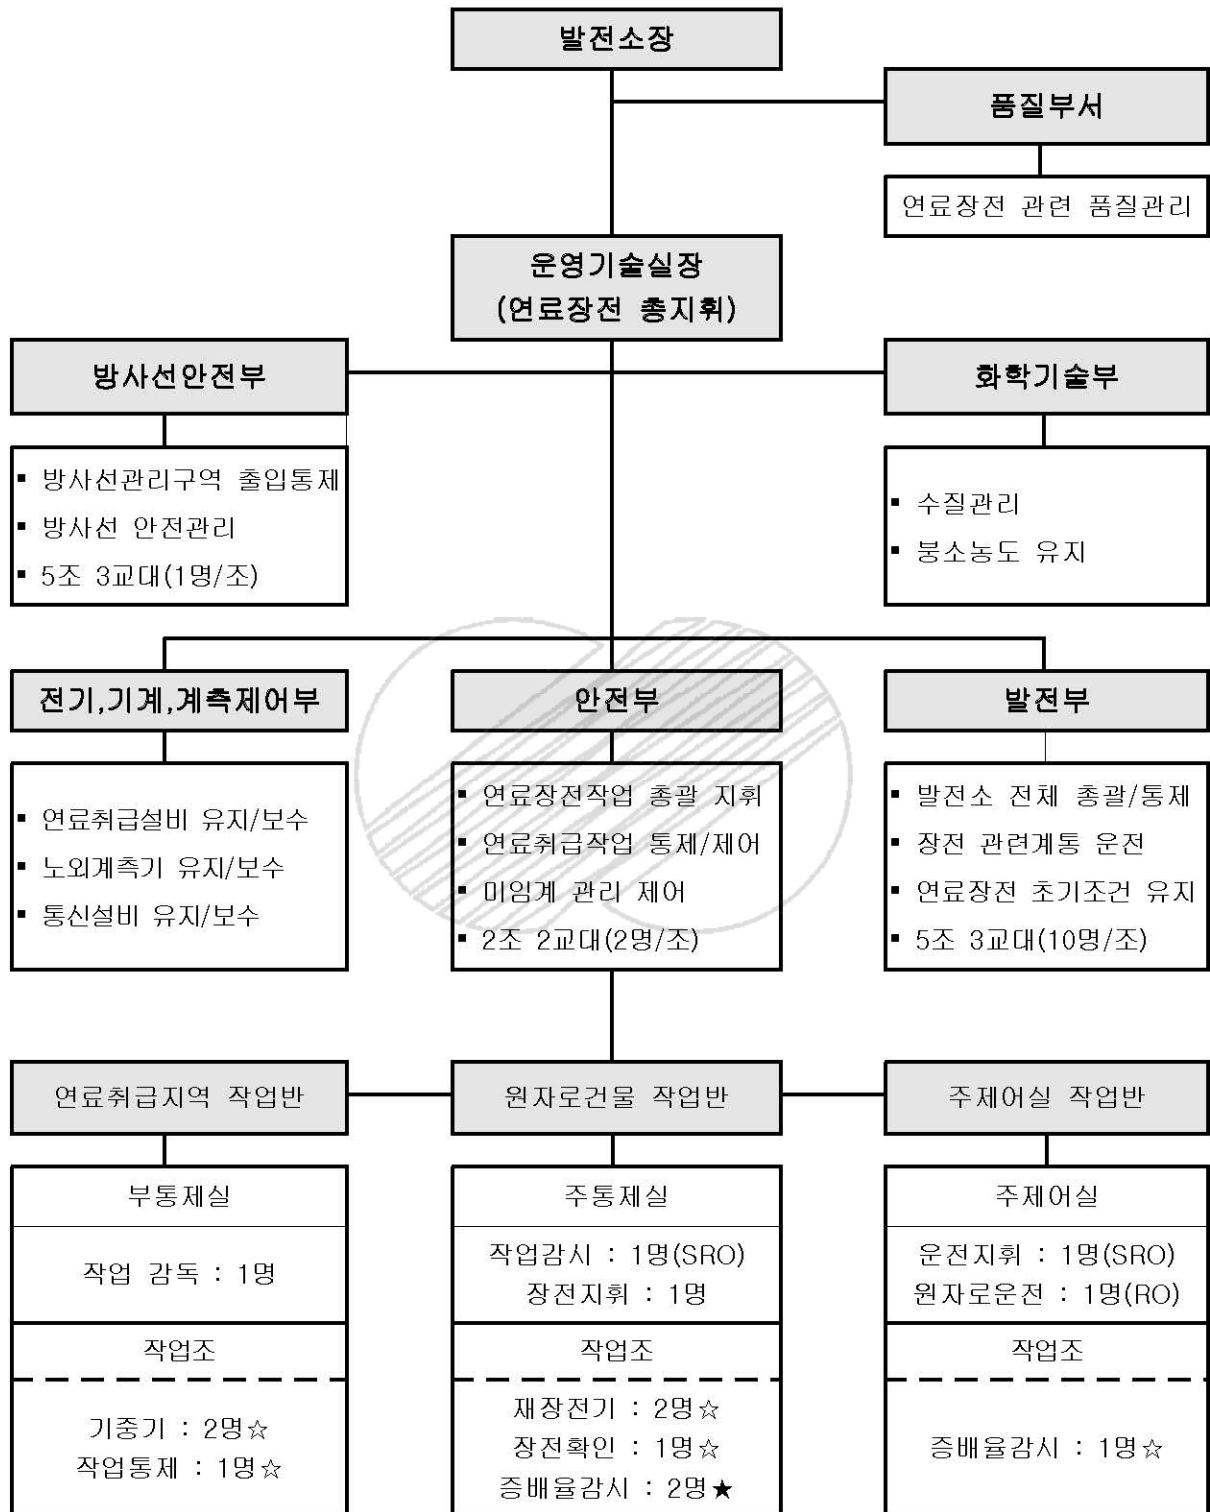 발전소장
품질부서
연료장전 관련 품질관리
운영기술실장
(연료장전 총지휘)
방사선안전부
▪ 방사선관리구역 출입통제
▪ 방사선 안전관리
▪ 5조 3교대(1명/조)
화학기술부
▪ 수질관리
▪ 붕소농도 유지
전기,기계,계측제어부
▪ 연료취급설비 유지/보수
▪ 노외계측기 유지/보수
▪ 통신설비 유지/보수
안전부
▪ 연료장전작업 총괄 지휘
▪ 연료취급작업 통제/제어
▪ 미임계 관리 제어
▪ 2조 2교대(2명/조)
발전부
▪ 발전소 전체 총괄/통제
▪ 장전 관련계통 운전
▪ 연료장전 초기조건 유지
▪ 5조 3교대(10명/조)
연료취급지역 작업반
부통제실
작업 감독 : 1명
작업조
기중기 : 2명☆
작업통제 : 1명☆
원자로건물 작업반
주통제실
작업감시 : 1명(SRO)
장전지휘 : 1명
작업조
재장전기 : 2명☆
장전확인 : 1명☆
증배율감시 : 2명★
주제어실 작업반
주제어실
운전지휘 : 1명(SRO)
원자로운전 : 1명(RO)
작업조
증배율감시 : 1명☆